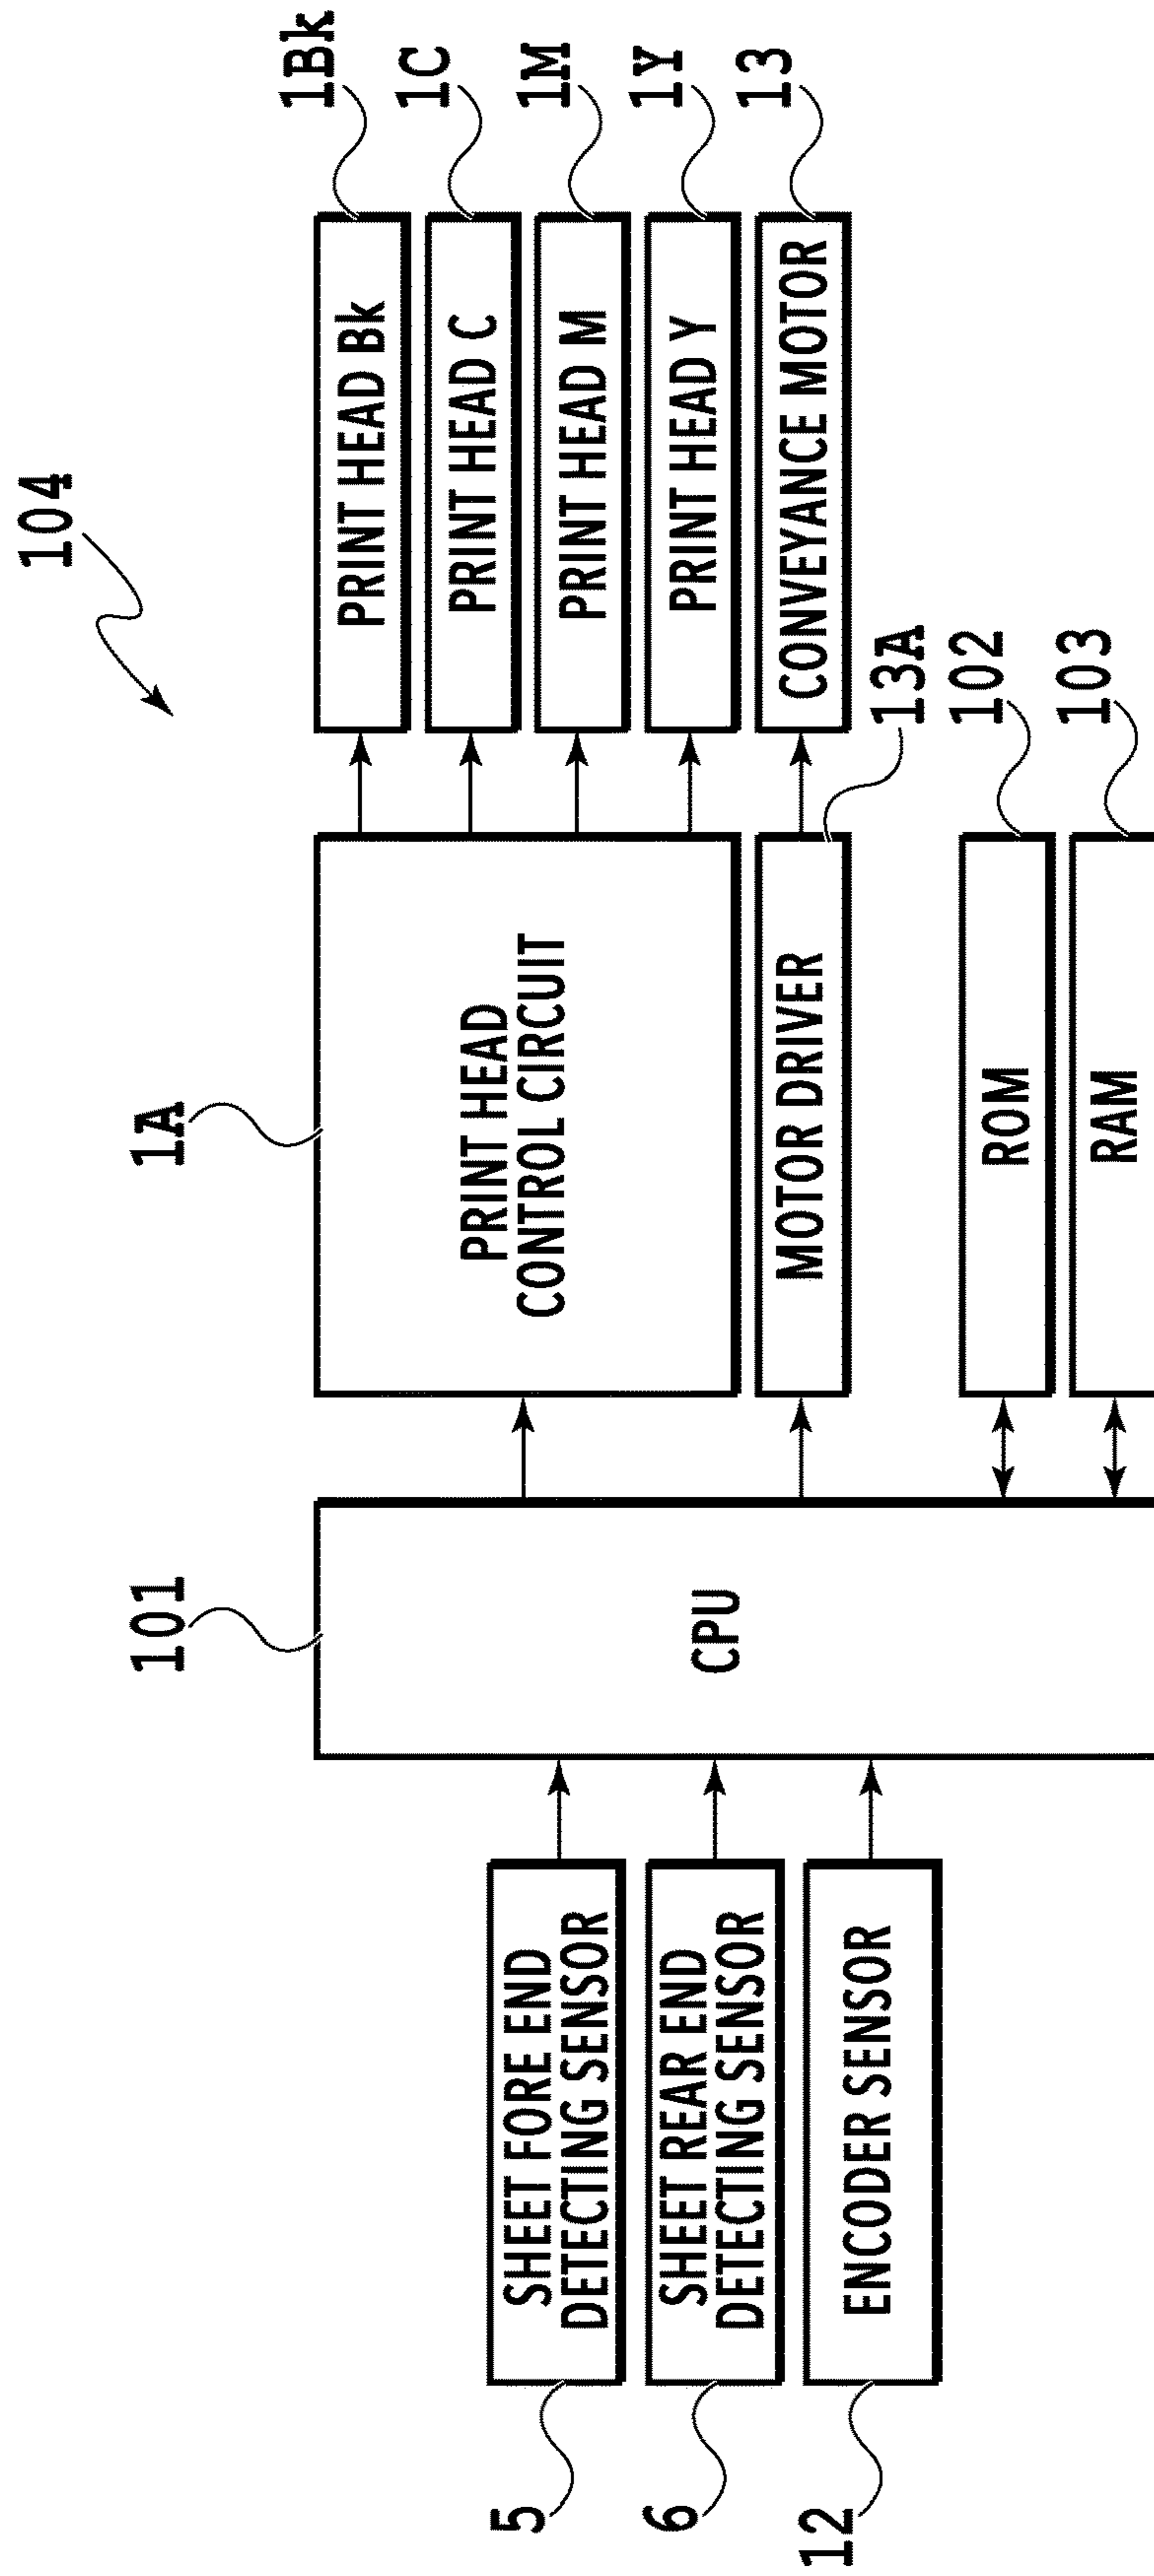 104
101
1A
5
SHEET FORE END
DETECTING SENSOR
6
SHEET REAR END
DETECTING SENSOR
12
ENCODER SENSOR
CPU
PRINT HEAD
CONTROL CIRCUIT
MOTOR DRIVER
13A
ROM
102
RAM
103
PRINT HEAD Bk
1Bk
PRINT HEAD C
1C
PRINT HEAD M
1M
PRINT HEAD Y
1Y
CONVEYANCE MOTOR
13